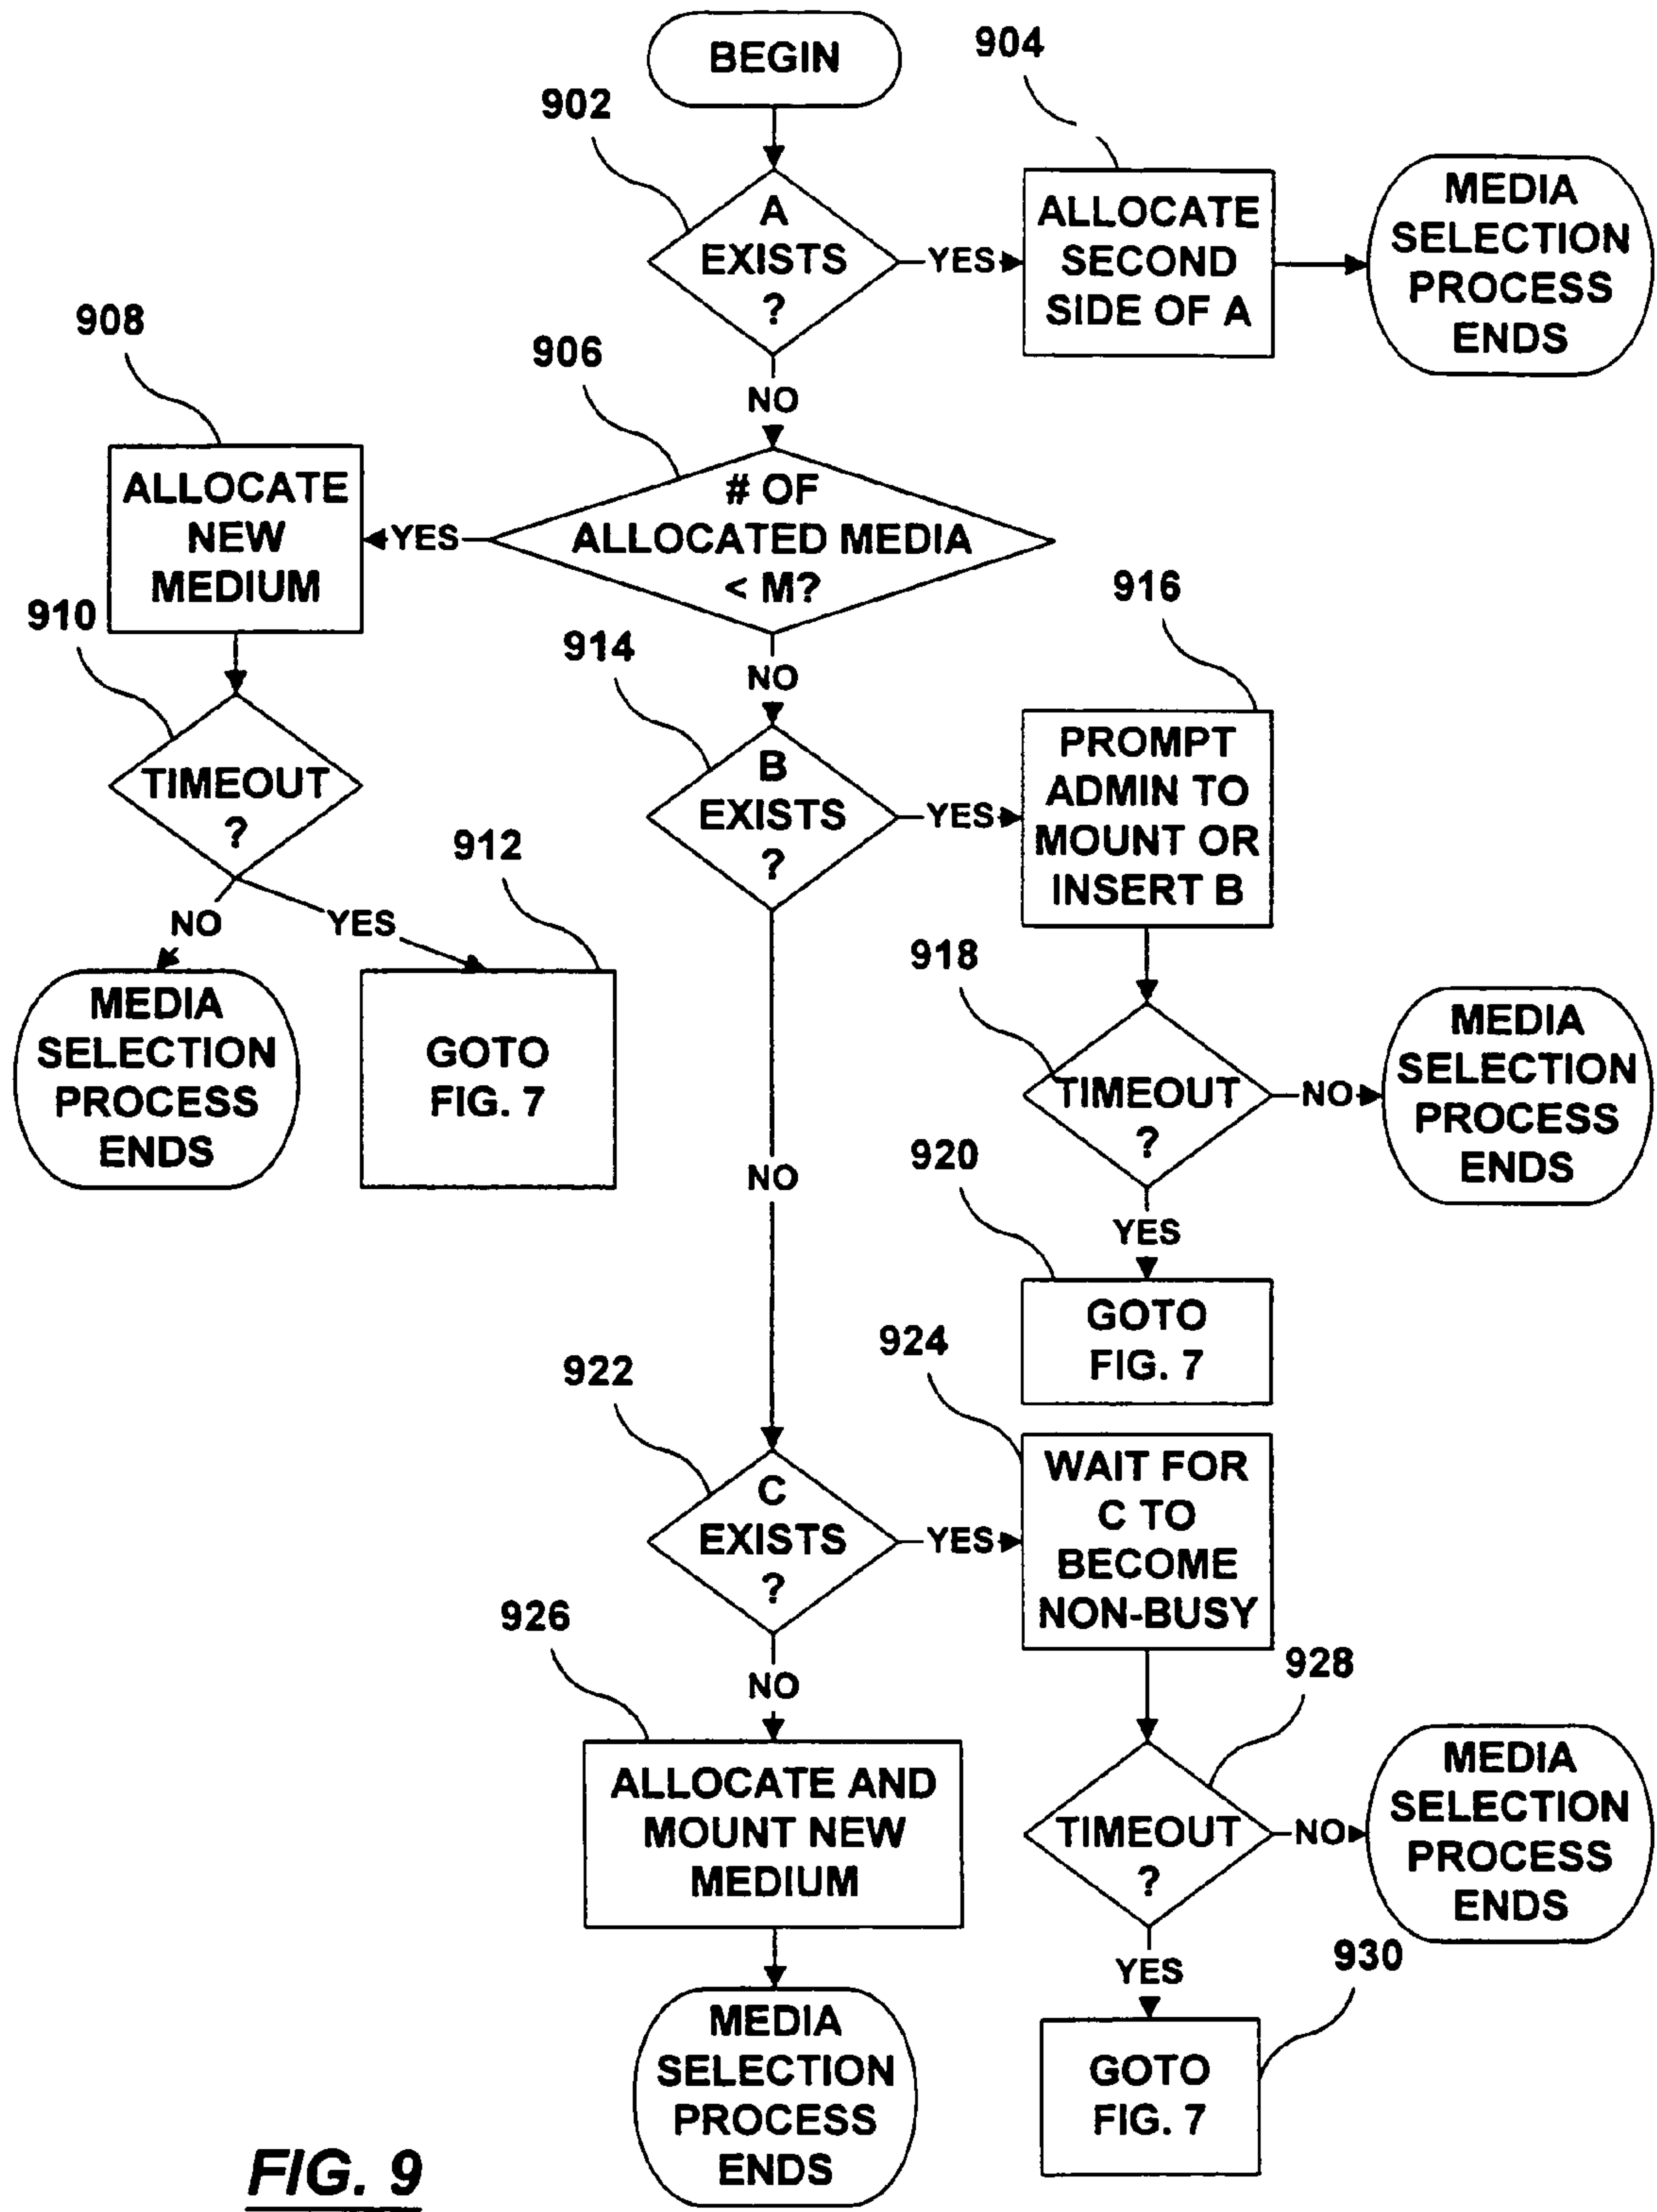 BEGIN
904
902
A
EXISTS
?
YES
ALLOCATE
SECOND
SIDE OF A
MEDIA
SELECTION
PROCESS
ENDS
NO
908
906
ALLOCATE
NEW
MEDIUM
YES
# OF
ALLOCATED MEDIA
< M?
910
914
NO
916
TIMEOUT
?
B
EXISTS
?
YES
PROMPT
ADMIN TO
MOUNT OR
INSERT B
912
NO
YES
MEDIA
SELECTION
PROCESS
ENDS
GOTO
FIG. 7
918
TIMEOUT
?
NO
MEDIA
SELECTION
PROCESS
ENDS
NO
920
YES
GOTO
FIG. 7
924
922
C
EXISTS
?
YES
WAIT FOR
C TO
BECOME
NON-BUSY
926
NO
928
ALLOCATE AND
MOUNT NEW
MEDIUM
TIMEOUT
?
NO
MEDIA
SELECTION
PROCESS
ENDS
YES
930
MEDIA
SELECTION
PROCESS
ENDS
GOTO
FIG. 7
FIG. 9